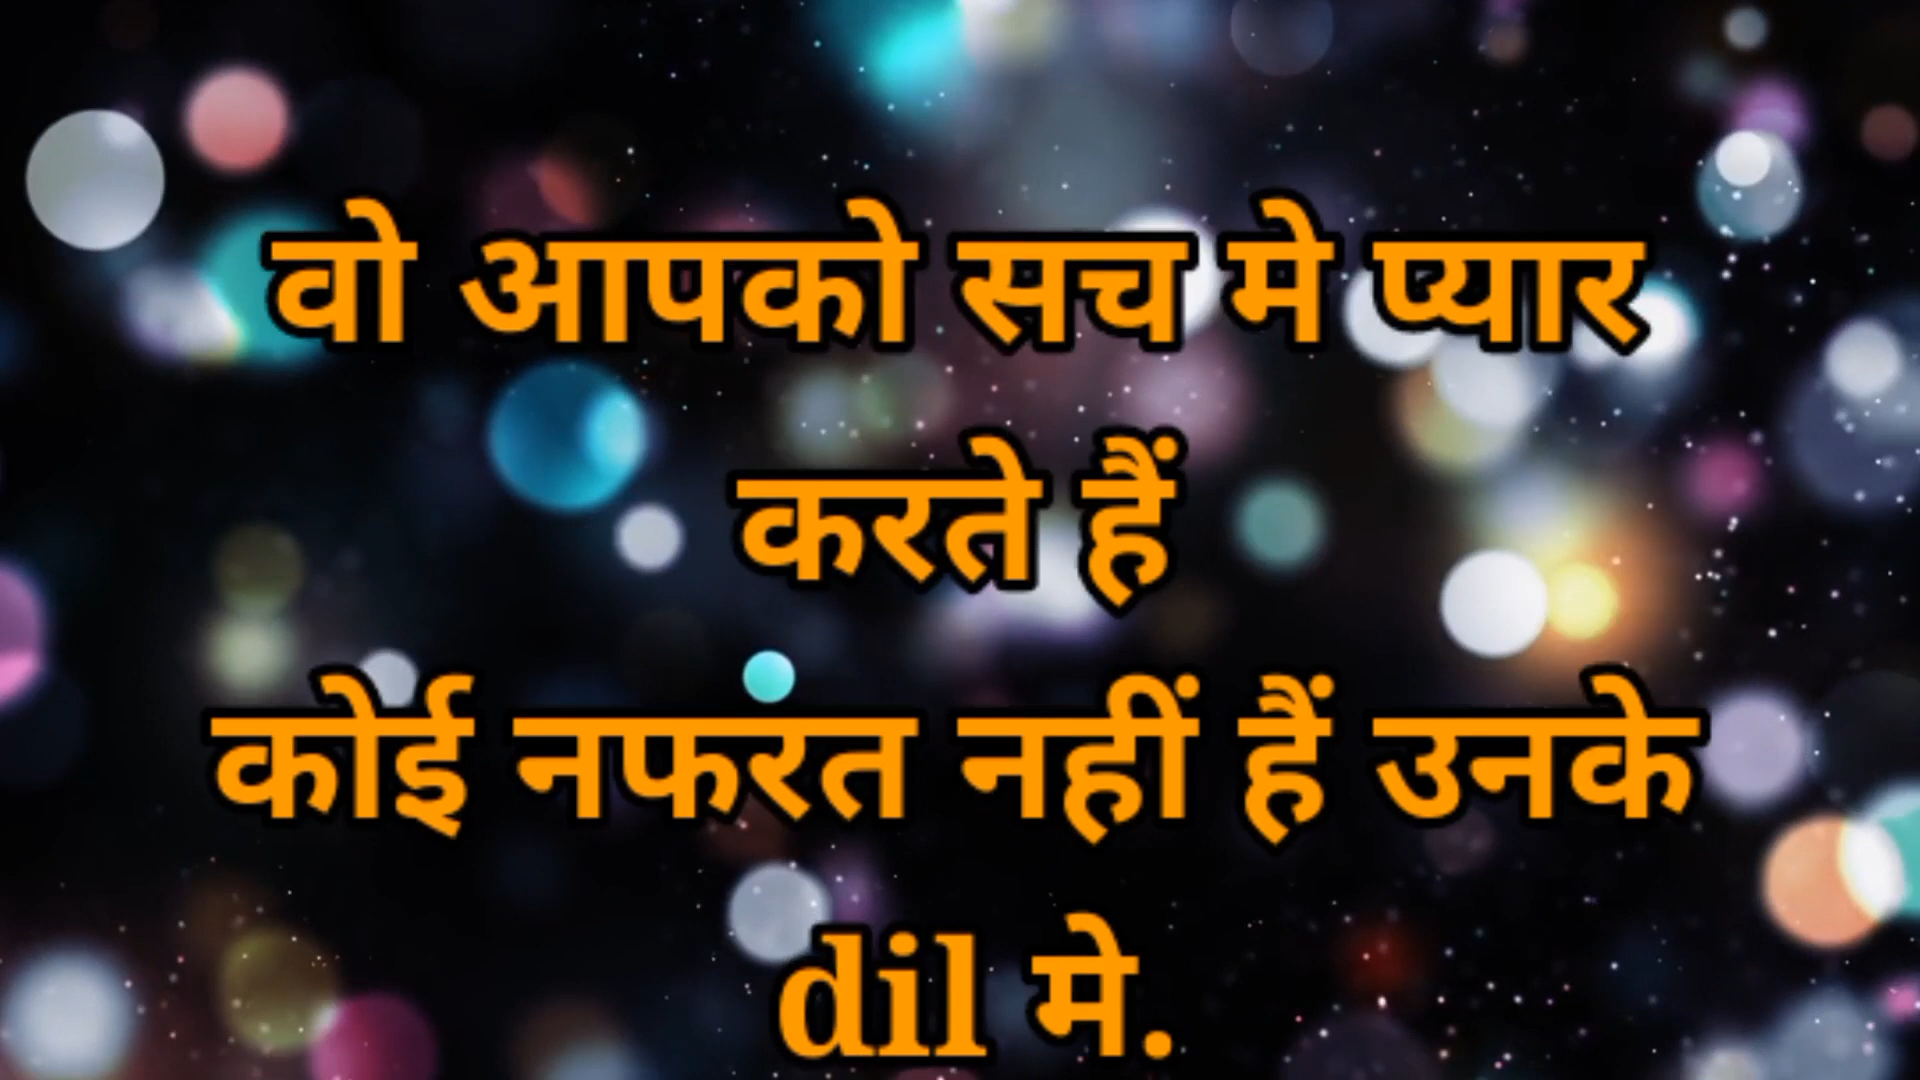 वो आपको सच मे प्यार
करते हैं
कोई नफरत नहीं हैं उनके
dil मे.